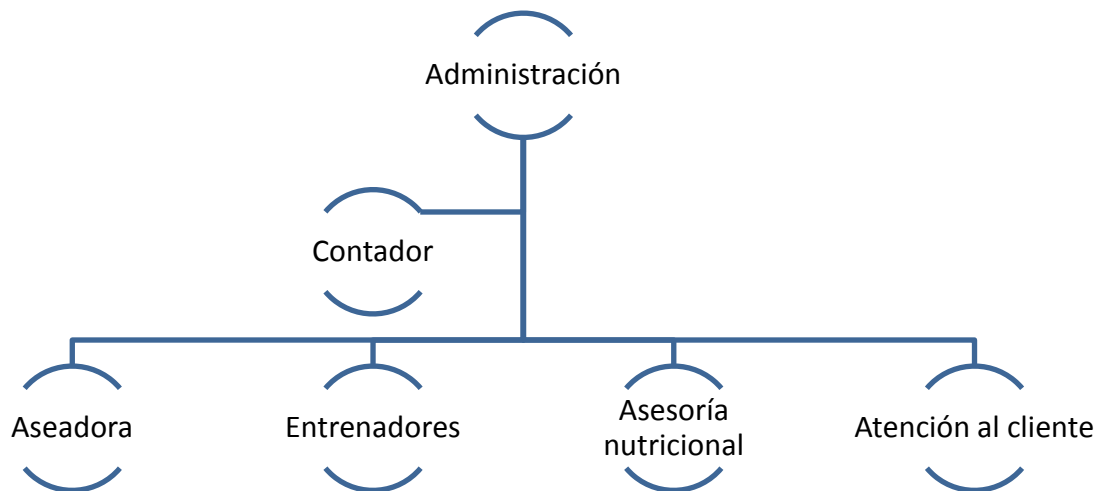 Administración
Contador
Aseadora
Entrenadores
Asesoría
nutricional
Atención al cliente